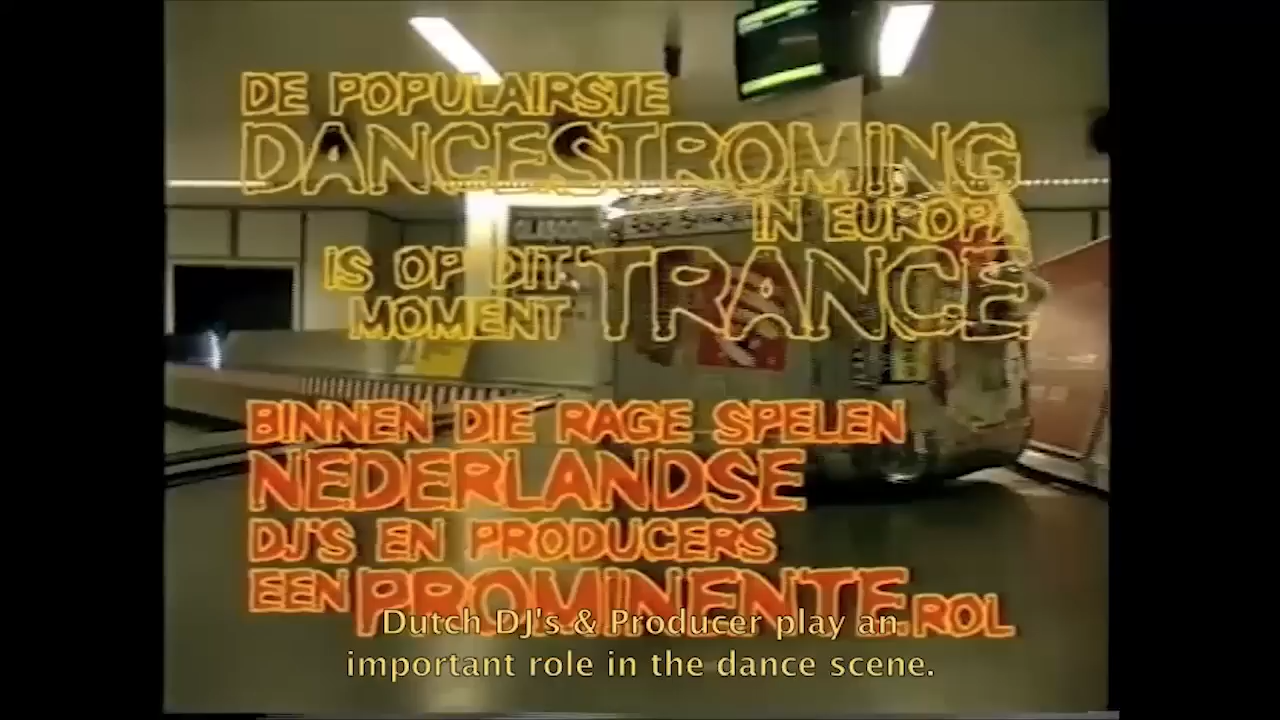 DE POPULAIRSTE
DANCESTROMING
IN EUROPA
IS OP DIT
MOMENT TRANCE
BINNEN DIE RAGE SPELEN
NEDERLANDSE
DJ'S EN PRODUCERS
EEN PROMINENTE ROL
Dutch DJ's & Producer play an
important role in the dance scene.